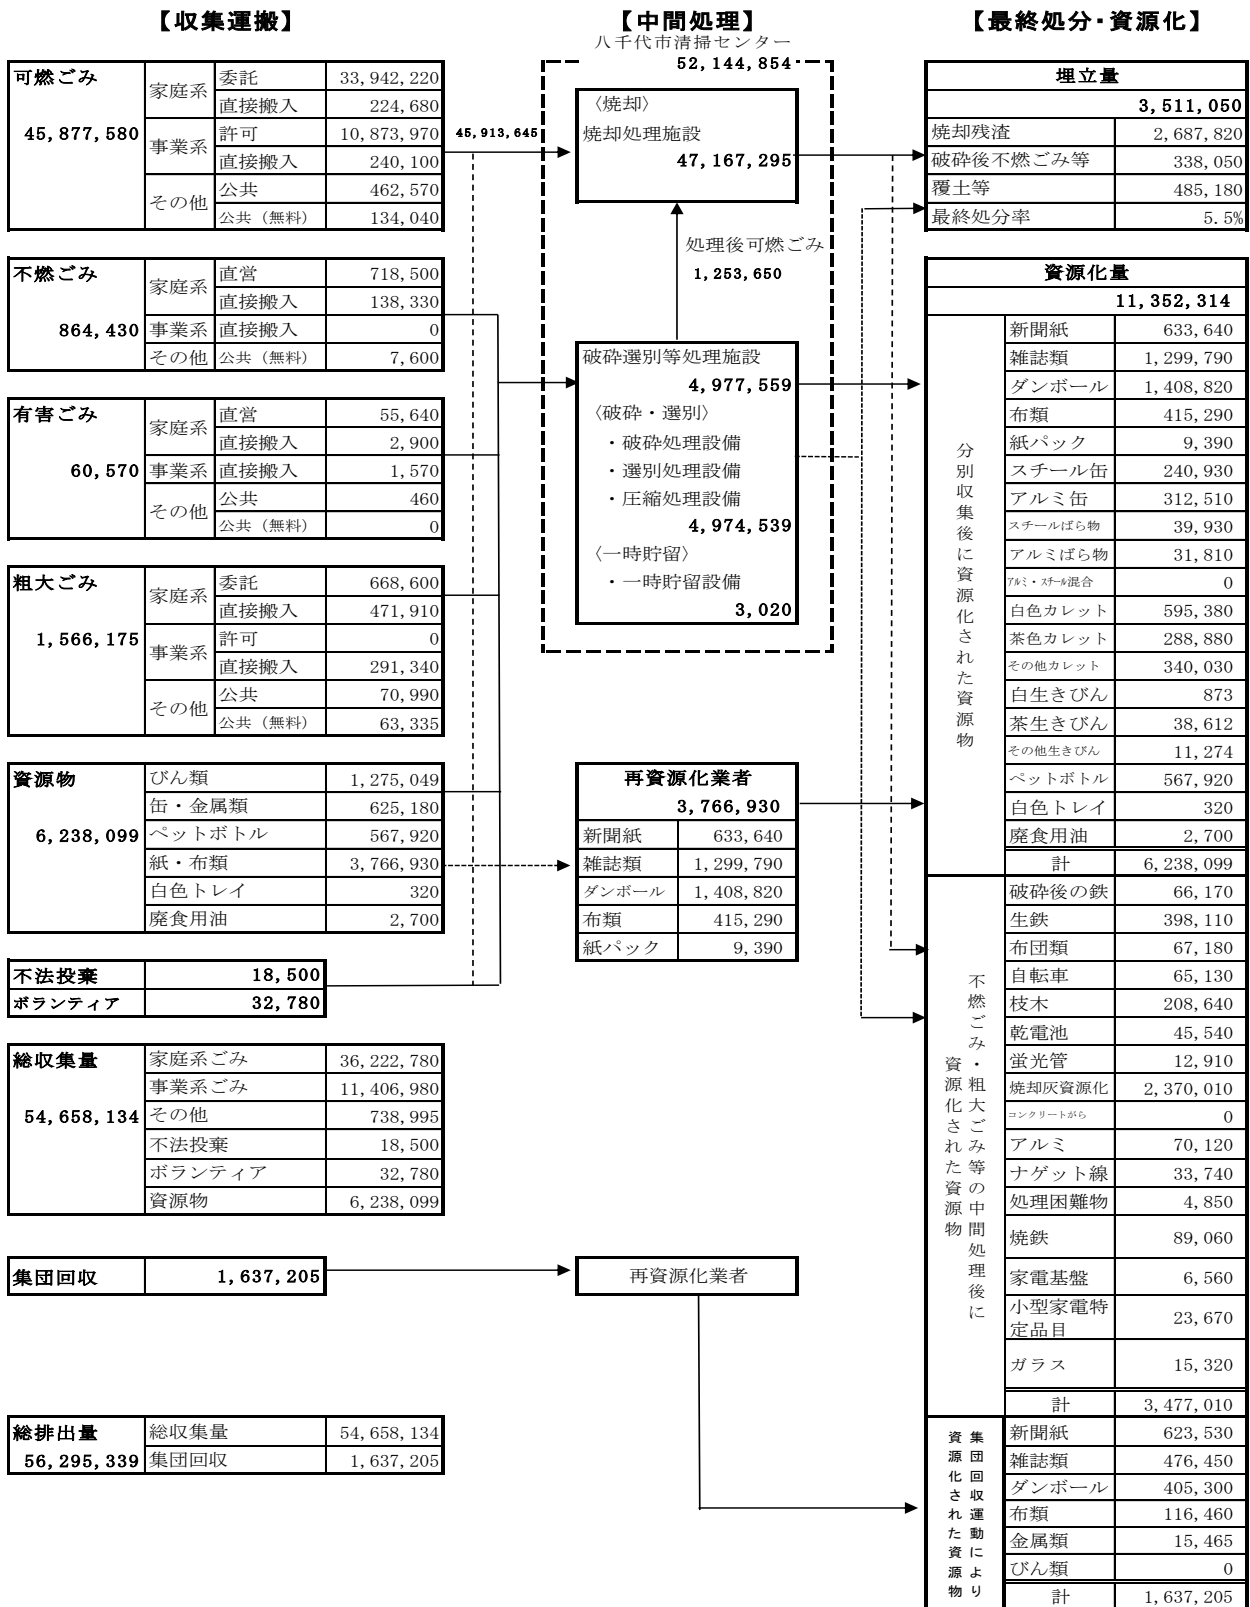 【収集運搬】
【中間処理】
【最終処分・資源化】
八千代市清掃センター
52,144,854
可燃ごみ
45,877,580
家庭系 委託 33,942,220
直接搬入 224,680
事業系 許可 10,873,970
直接搬入 240,100
その他 公共 462,570
公共（無料） 134,040
45,913,645
不燃ごみ
864,430
家庭系 直営 718,500
直接搬入 138,330
事業系 直接搬入 0
その他 公共（無料） 7,600
有害ごみ
60,570
家庭系 直営 55,640
直接搬入 2,900
事業系 直接搬入 1,570
その他 公共 460
公共（無料） 0
粗大ごみ
1,566,175
家庭系 委託 668,600
直接搬入 471,910
事業系 許可 0
直接搬入 291,340
その他 公共 70,990
公共（無料） 63,335
資源物
6,238,099
びん類 1,275,049
缶・金属類 625,180
ペットボトル 567,920
紙・布類 3,766,930
白色トレイ 320
廃食用油 2,700
不法投棄 18,500
ボランティア 32,780
総収集量
54,658,134
家庭系ごみ 36,222,780
事業系ごみ 11,406,980
その他 738,995
不法投棄 18,500
ボランティア 32,780
資源物 6,238,099
集団回収 1,637,205
総排出量
56,295,339
総収集量 54,658,134
集団回収 1,637,205
〈焼却〉
焼却処理施設
47,167,295
処理後可燃ごみ
1,253,650
破砕選別等処理施設
4,977,559
〈破砕・選別〉
・破砕処理設備
・選別処理設備
・圧縮処理設備
4,974,539
〈一時貯留〉
・一時貯留設備
3,020
再資源化業者
3,766,930
新聞紙 633,640
雑誌類 1,299,790
ダンボール 1,408,820
布類 415,290
紙パック 9,390
再資源化業者
埋立量
3,511,050
焼却残渣 2,687,820
破砕後不燃ごみ等 338,050
覆土等 485,180
最終処分率 5.5%
資源化量
11,352,314
分別収集後に資源化された資源物
新聞紙 633,640
雑誌類 1,299,790
ダンボール 1,408,820
布類 415,290
紙パック 9,390
スチール缶 240,930
アルミ缶 312,510
スチールばら物 39,930
アルミばら物 31,810
アルミ・スチール混合 0
白色カレット 595,380
茶色カレット 288,880
その他カレット 340,030
白生きびん 873
茶生きびん 38,612
その他生きびん 11,274
ペットボトル 567,920
白色トレイ 320
廃食用油 2,700
計 6,238,099
不燃ごみ・粗大ごみ等の中間処理後に
資源化された資源物
破砕後の鉄 66,170
生鉄 398,110
布団類 67,180
自転車 65,130
枝木 208,640
乾電池 45,540
蛍光管 12,910
焼却灰資源化 2,370,010
コンクリートがら 0
アルミ 70,120
ナゲット線 33,740
処理困難物 4,850
焼鉄 89,060
家電基盤 6,560
小型家電特
定品目 23,670
ガラス 15,320
計 3,477,010
集団回収運動により
資源化された資源物
新聞紙 623,530
雑誌類 476,450
ダンボール 405,300
布類 116,460
金属類 15,465
びん類 0
計 1,637,205